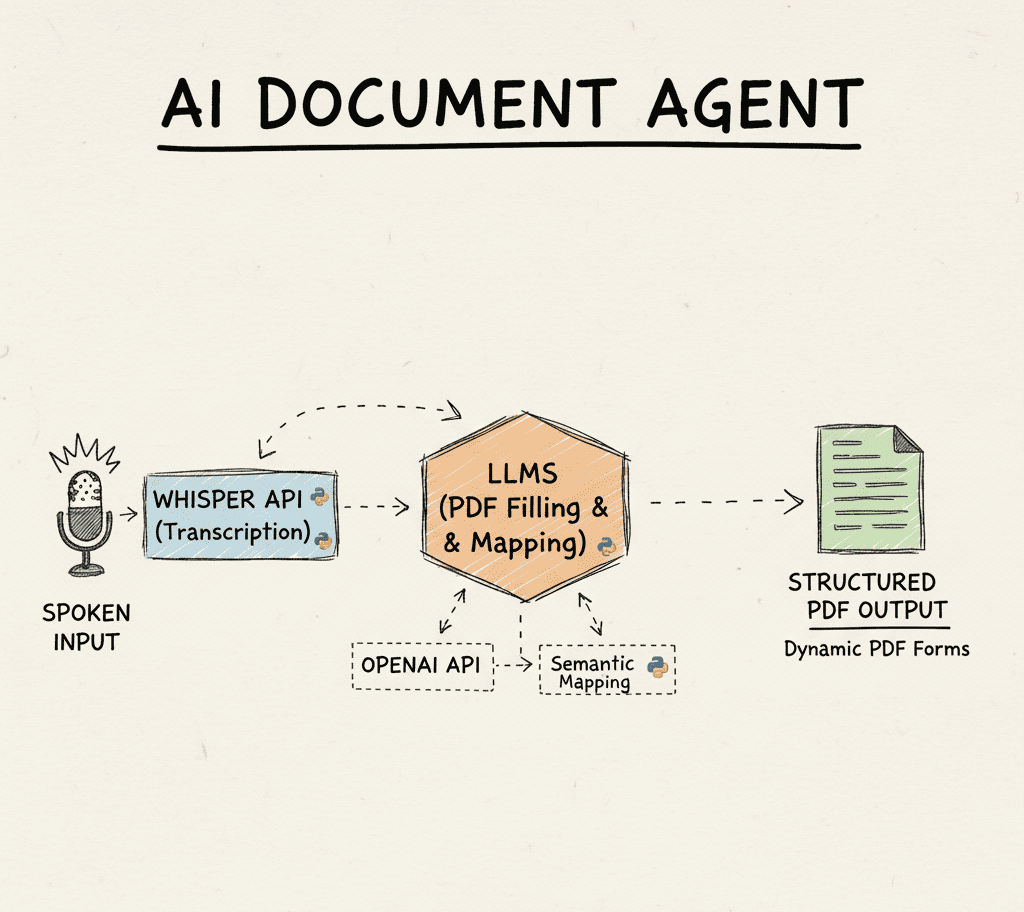 AI DOCUMENT AGENT
SPOKEN
INPUT
WHISPER API
(Transcription)
LLMS
(PDF Filling &
& Mapping)
OPENAI API
Semantic
Mapping
STRUCTURED
PDF OUTPUT
Dynamic PDF Forms